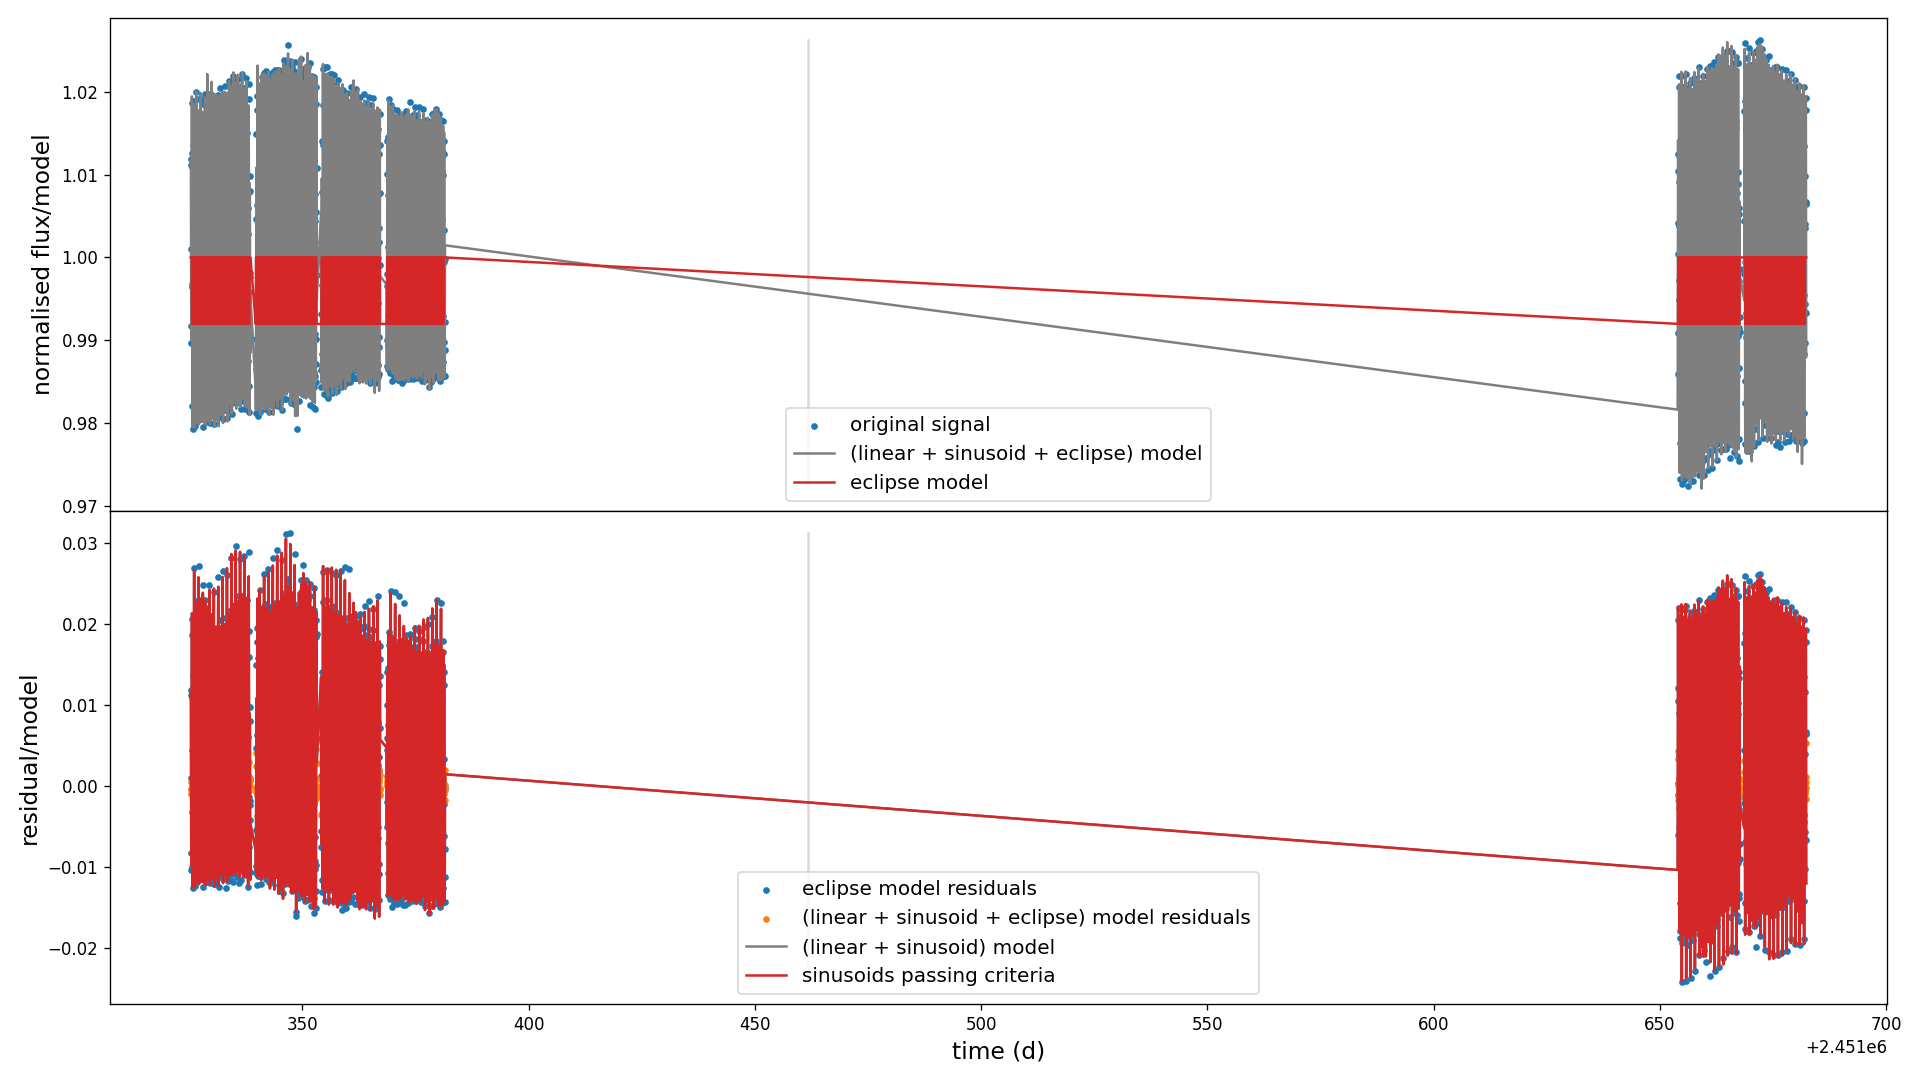 normalised flux/model
1.02
1.01
1.00
0.99
0.98
0.97
original signal
(linear + sinusoid + eclipse) model
eclipse model
residual/model
0.03
0.02
0.01
0.00
−0.01
−0.02
eclipse model residuals
(linear + sinusoid + eclipse) model residuals
(linear + sinusoid) model
sinusoids passing criteria
350
400
450
500
550
600
650
700
time (d)
+2.451e6